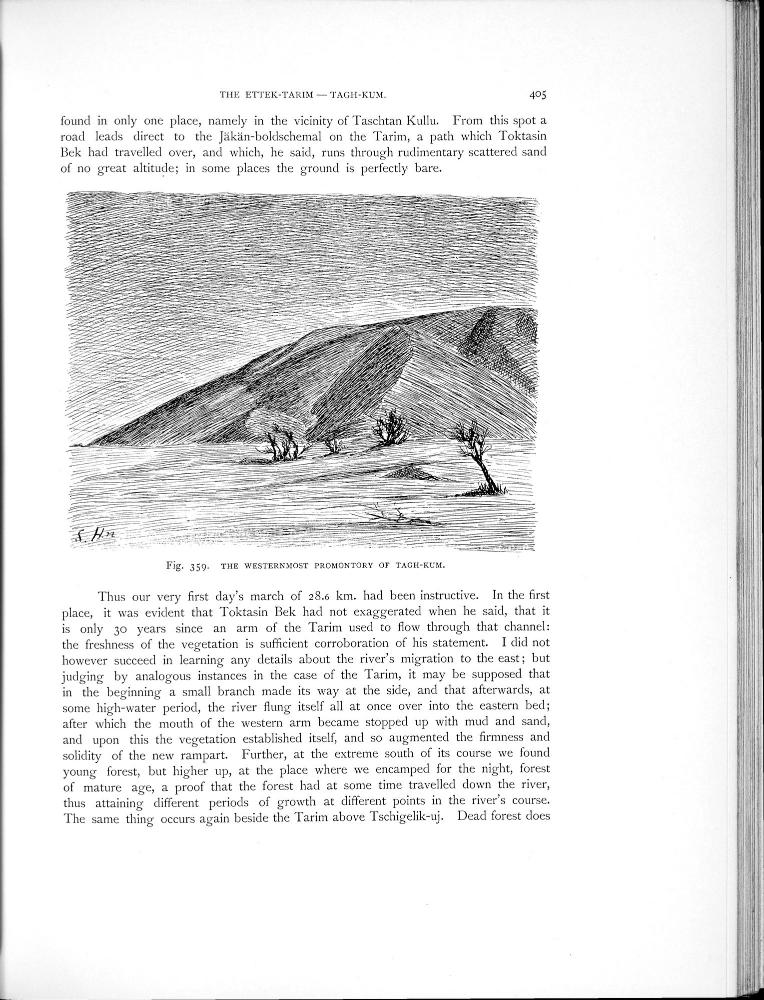 THE ETTEK-TARIM — TAGH-KUM. 405
found in only one place, namely in the vicinity of Taschtan Kullu. From this spot a
road leads direct to the Jäkän-boldschemal on the Tarim, a path which Toktasin
Bek had travelled over, and which, he said, runs through rudimentary scattered sand
of no great altitude; in some places the ground is perfectly bare.
S. Hn
Fig. 359. THE WESTERNMOST PROMONTORY OF TAGH-KUM.
Thus our very first day's march of 28.6 km. had been instructive. In the first
place, it was evident that Toktasin Bek had not exaggerated when he said, that it
is only 30 years since an arm of the Tarim used to flow through that channel:
the freshness of the vegetation is sufficient corroboration of his statement. I did not
however succeed in learning any details about the river's migration to the east; but
judging by analogous instances in the case of the Tarim, it may be supposed that
in the beginning a small branch made its way at the side, and that afterwards, at
some high-water period, the river flung itself all at once over into the eastern bed;
after which the mouth of the western arm became stopped up with mud and sand,
and upon this the vegetation established itself, and so augmented the firmness and
solidity of the new rampart. Further, at the extreme south of its course we found
young forest, but higher up, at the place where we encamped for the night, forest
of mature age, a proof that the forest had at some time travelled down the river,
thus attaining different periods of growth at different points in the river's course.
The same thing occurs again beside the Tarim above Tschigelik-uj. Dead forest does